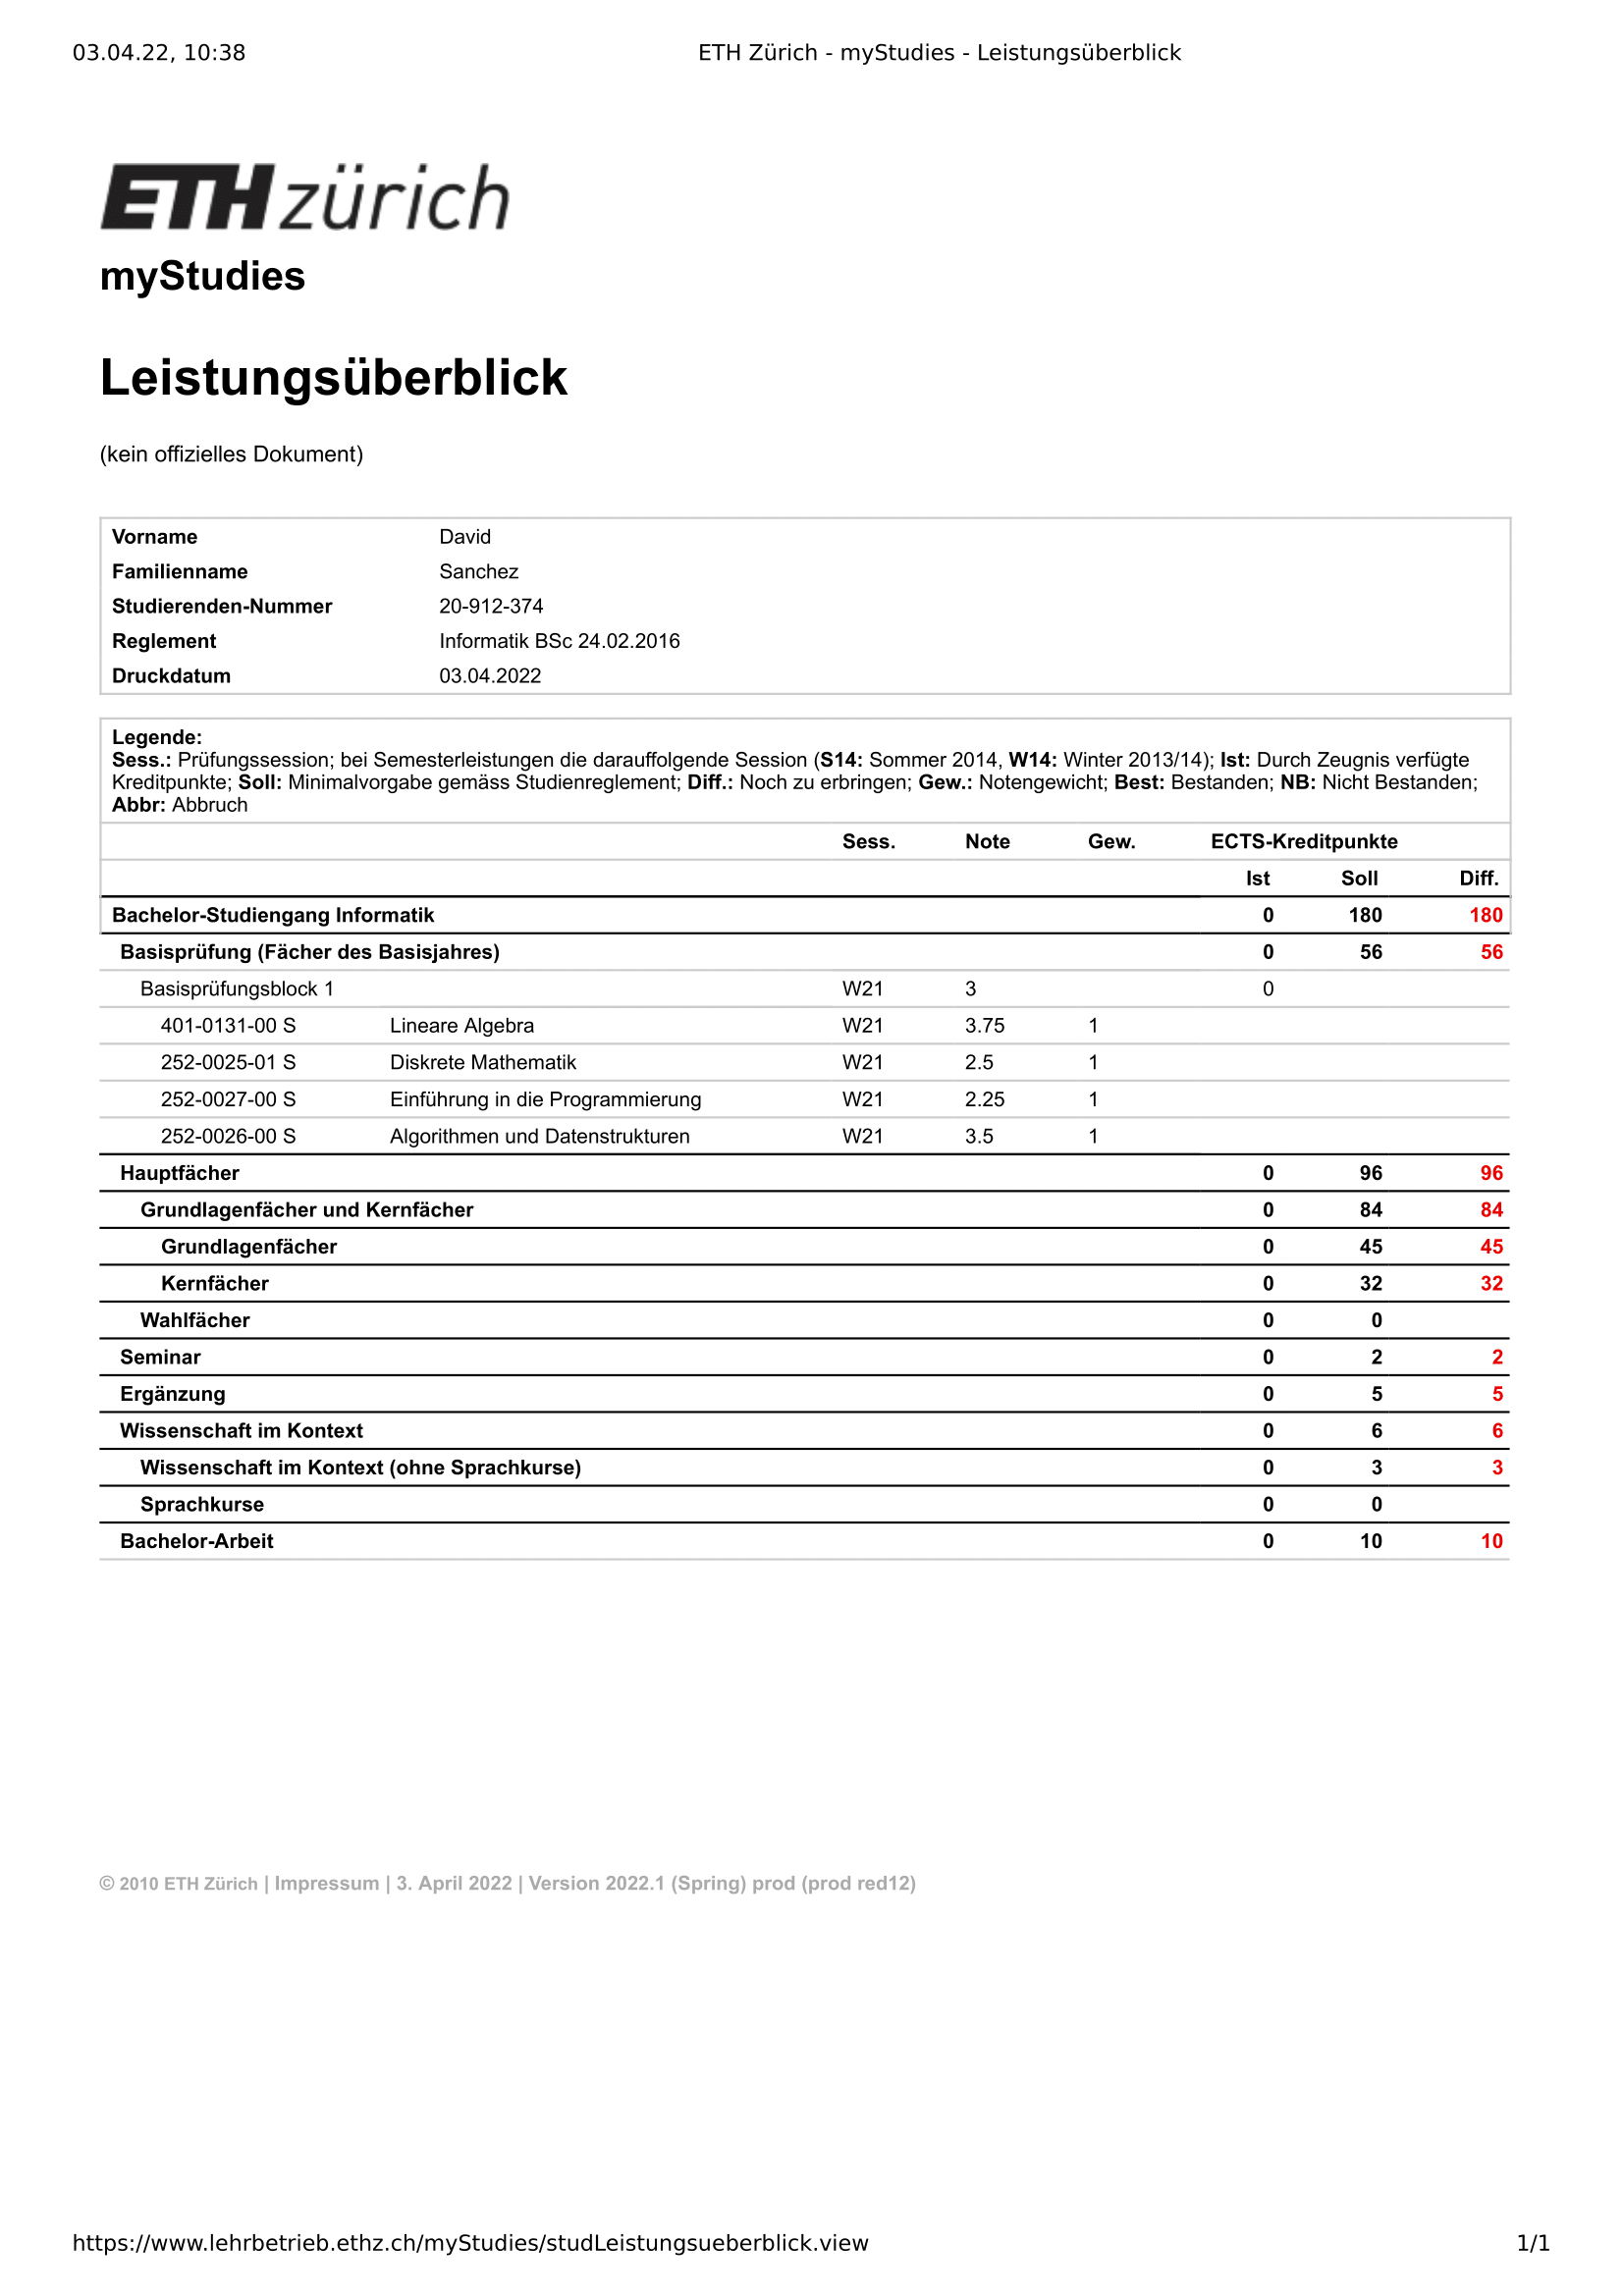 03.04.22, 10:38 ETH Zürich - myStudies - Leistungsüberblick
ETH zürich
myStudies
Leistungsüberblick
(kein offizielles Dokument)
Vorname David
Familienname Sanchez
Studierenden-Nummer 20-912-374
Reglement Informatik BSc 24.02.2016
Druckdatum 03.04.2022
Legende:
Sess.: Prüfungssession; bei Semesterleistungen die darauffolgende Session (S14: Sommer 2014, W14: Winter 2013/14); Ist: Durch Zeugnis verfügte
Kreditpunkte; Soll: Minimalvorgabe gemäss Studienreglement; Diff.: Noch zu erbringen; Gew.: Notengewicht; Best: Bestanden; NB: Nicht Bestanden;
Abbr: Abbruch
Sess. Note Gew. ECTS-Kreditpunkte
Ist Soll Diff.
Bachelor-Studiengang Informatik 0 180 180
Basisprüfung (Fächer des Basisjahres) 0 56 56
Basisprüfungsblock 1 W21 3 0
401-0131-00 S Lineare Algebra W21 3.75 1
252-0025-01 S Diskrete Mathematik W21 2.5 1
252-0027-00 S Einführung in die Programmierung W21 2.25 1
252-0026-00 S Algorithmen und Datenstrukturen W21 3.5 1
Hauptfächer 0 96 96
Grundlagenfächer und Kernfächer 0 84 84
Grundlagenfächer 0 45 45
Kernfächer 0 32 32
Wahlfächer 0 0
Seminar 0 2 2
Ergänzung 0 5 5
Wissenschaft im Kontext 0 6 6
Wissenschaft im Kontext (ohne Sprachkurse) 0 3 3
Sprachkurse 0 0
Bachelor-Arbeit 0 10 10
© 2010 ETH Zürich | Impressum | 3. April 2022 | Version 2022.1 (Spring) prod (prod red12)
https://www.lehrbetrieb.ethz.ch/myStudies/studLeistungsueberblick.view 1/1